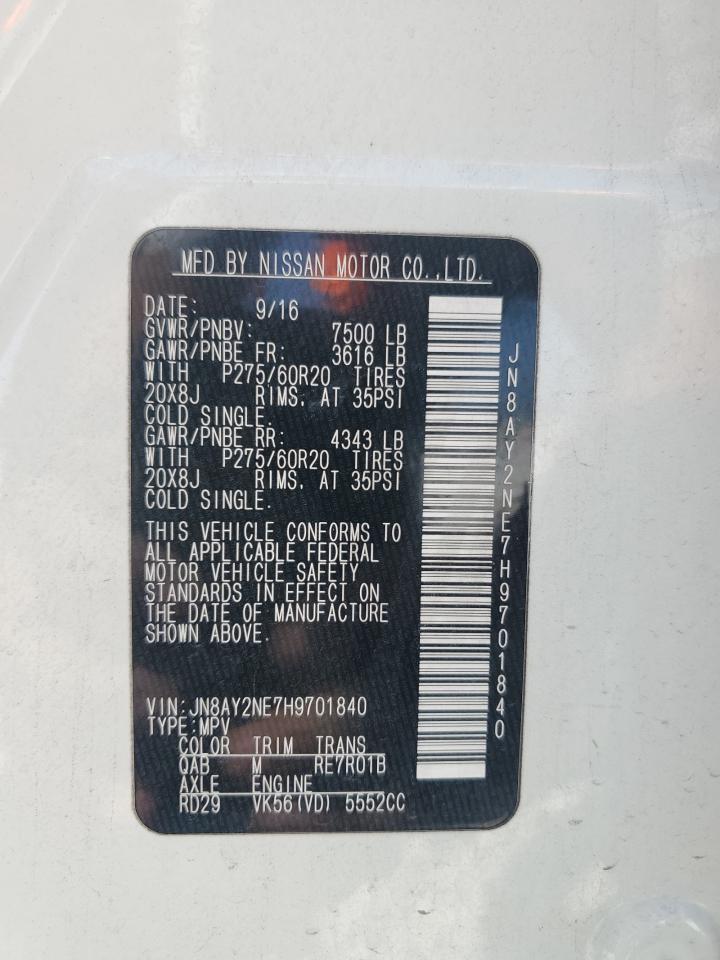 MFD BY NISSAN MOTOR CO.,LTD.
DATE: 9/16
GVWR/PNBV: 7500 LB
GAWR/PNBE FR: 3616 LB
WITH P275/60R20 TIRES
20X8J RIMS, AT 35PSI
COLD SINGLE.
GAWR/PNBE RR: 4343 LB
WITH P275/60R20 TIRES
20X8J RIMS, AT 35PSI
COLD SINGLE.
THIS VEHICLE CONFORMS TO
ALL APPLICABLE FEDERAL
MOTOR VEHICLE SAFETY
STANDARDS IN EFFECT ON
THE DATE OF MANUFACTURE
SHOWN ABOVE.
VIN:JN8AY2NE7H9701840
TYPE:MPV
COLOR TRIM TRANS
QAB M RE7R01B
AXLE ENGINE
RD29 VK56(VD) 5552CC
JN8AY2NE7H9701840